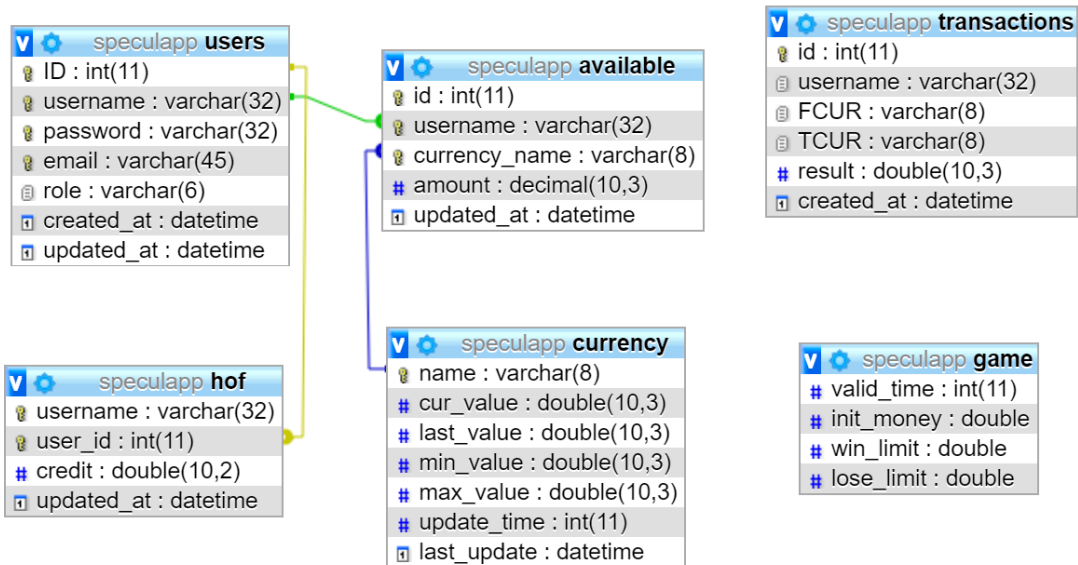 speculapp users
ID : int(11)
username : varchar(32)
password : varchar(32)
email : varchar(45)
role : varchar(6)
created_at : datetime
updated_at : datetime
speculapp available
id : int(11)
username : varchar(32)
currency_name : varchar(8)
amount : decimal(10,3)
updated_at : datetime
speculapp transactions
id : int(11)
username : varchar(32)
FCUR : varchar(8)
TCUR : varchar(8)
result : double(10,3)
created_at : datetime
speculapp hof
username : varchar(32)
user_id : int(11)
credit : double(10,2)
updated_at : datetime
speculapp currency
name : varchar(8)
cur_value : double(10,3)
last_value : double(10,3)
min_value : double(10,3)
max_value : double(10,3)
update_time : int(11)
last_update : datetime
speculapp game
valid_time : int(11)
init_money : double
win_limit : double
lose_limit : double